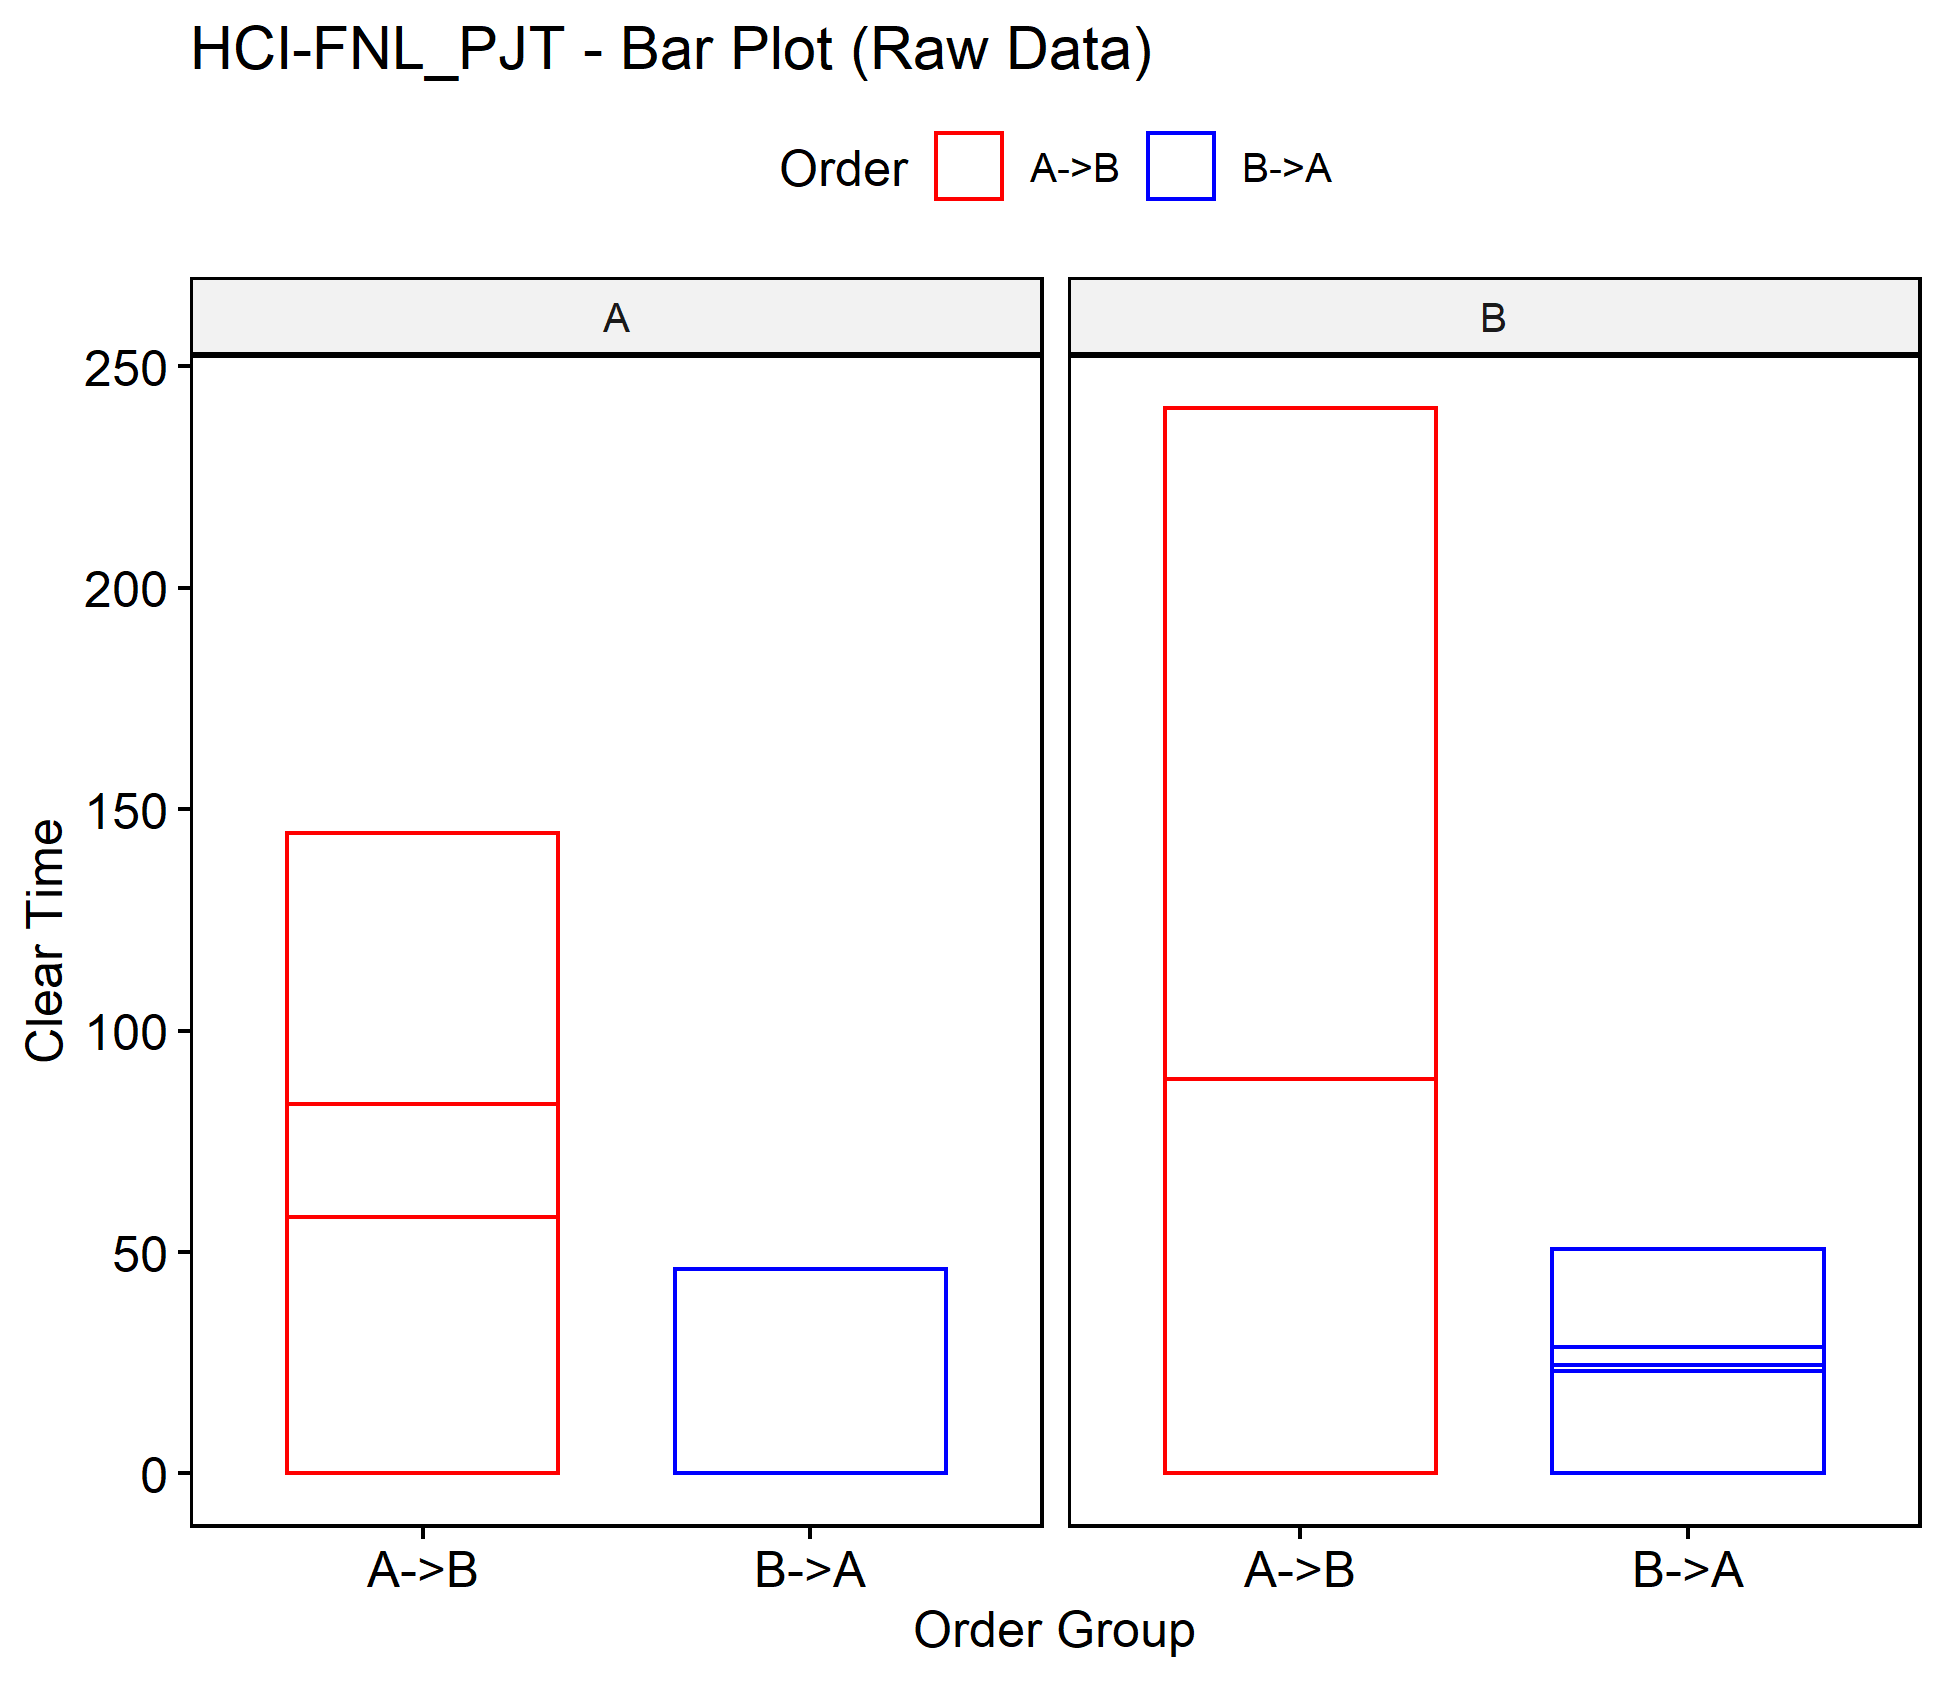 HCI-FNL_PJT - Bar Plot (Raw Data)
Order A->B B->A
A B
250
200
150
100
50
0
Clear Time
A->B B->A A->B B->A
Order Group